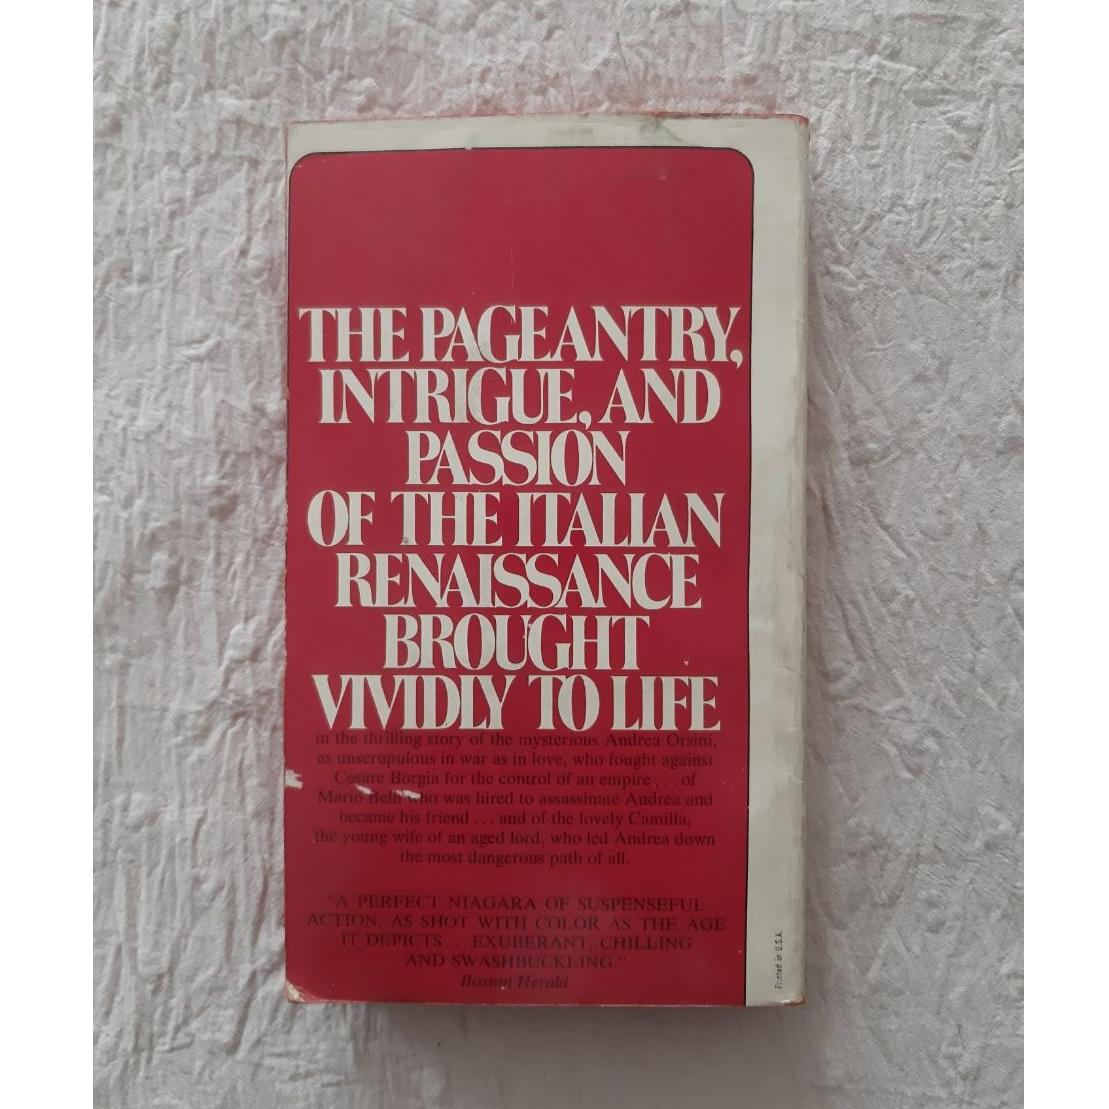 THE PAGEANTRY,
INTRIGUE, AND
PASSION
OF THE ITALIAN
RENAISSANCE
BROUGHT
VIVIDLY TO LIFE
in the thrilling story of the mysterious Andrea Orsini,
as unscrupulous in war as in love, who fought against
Cesare Borgia for the control of an empire . . . of
Mario Belli who was hired to assassinate Andrea and
became his friend . . . and of the lovely Camilla,
the young wife of an aged lord, who led Andrea down
the most dangerous path of all.
"A PERFECT NIAGARA OF SUSPENSEFUL
ACTION, AS SHOT WITH COLOR AS THE AGE
IT DEPICTS . . . EXUBERANT, CHILLING
AND SWASHBUCKLING."
Boston Herald
Printed in U.S.A.